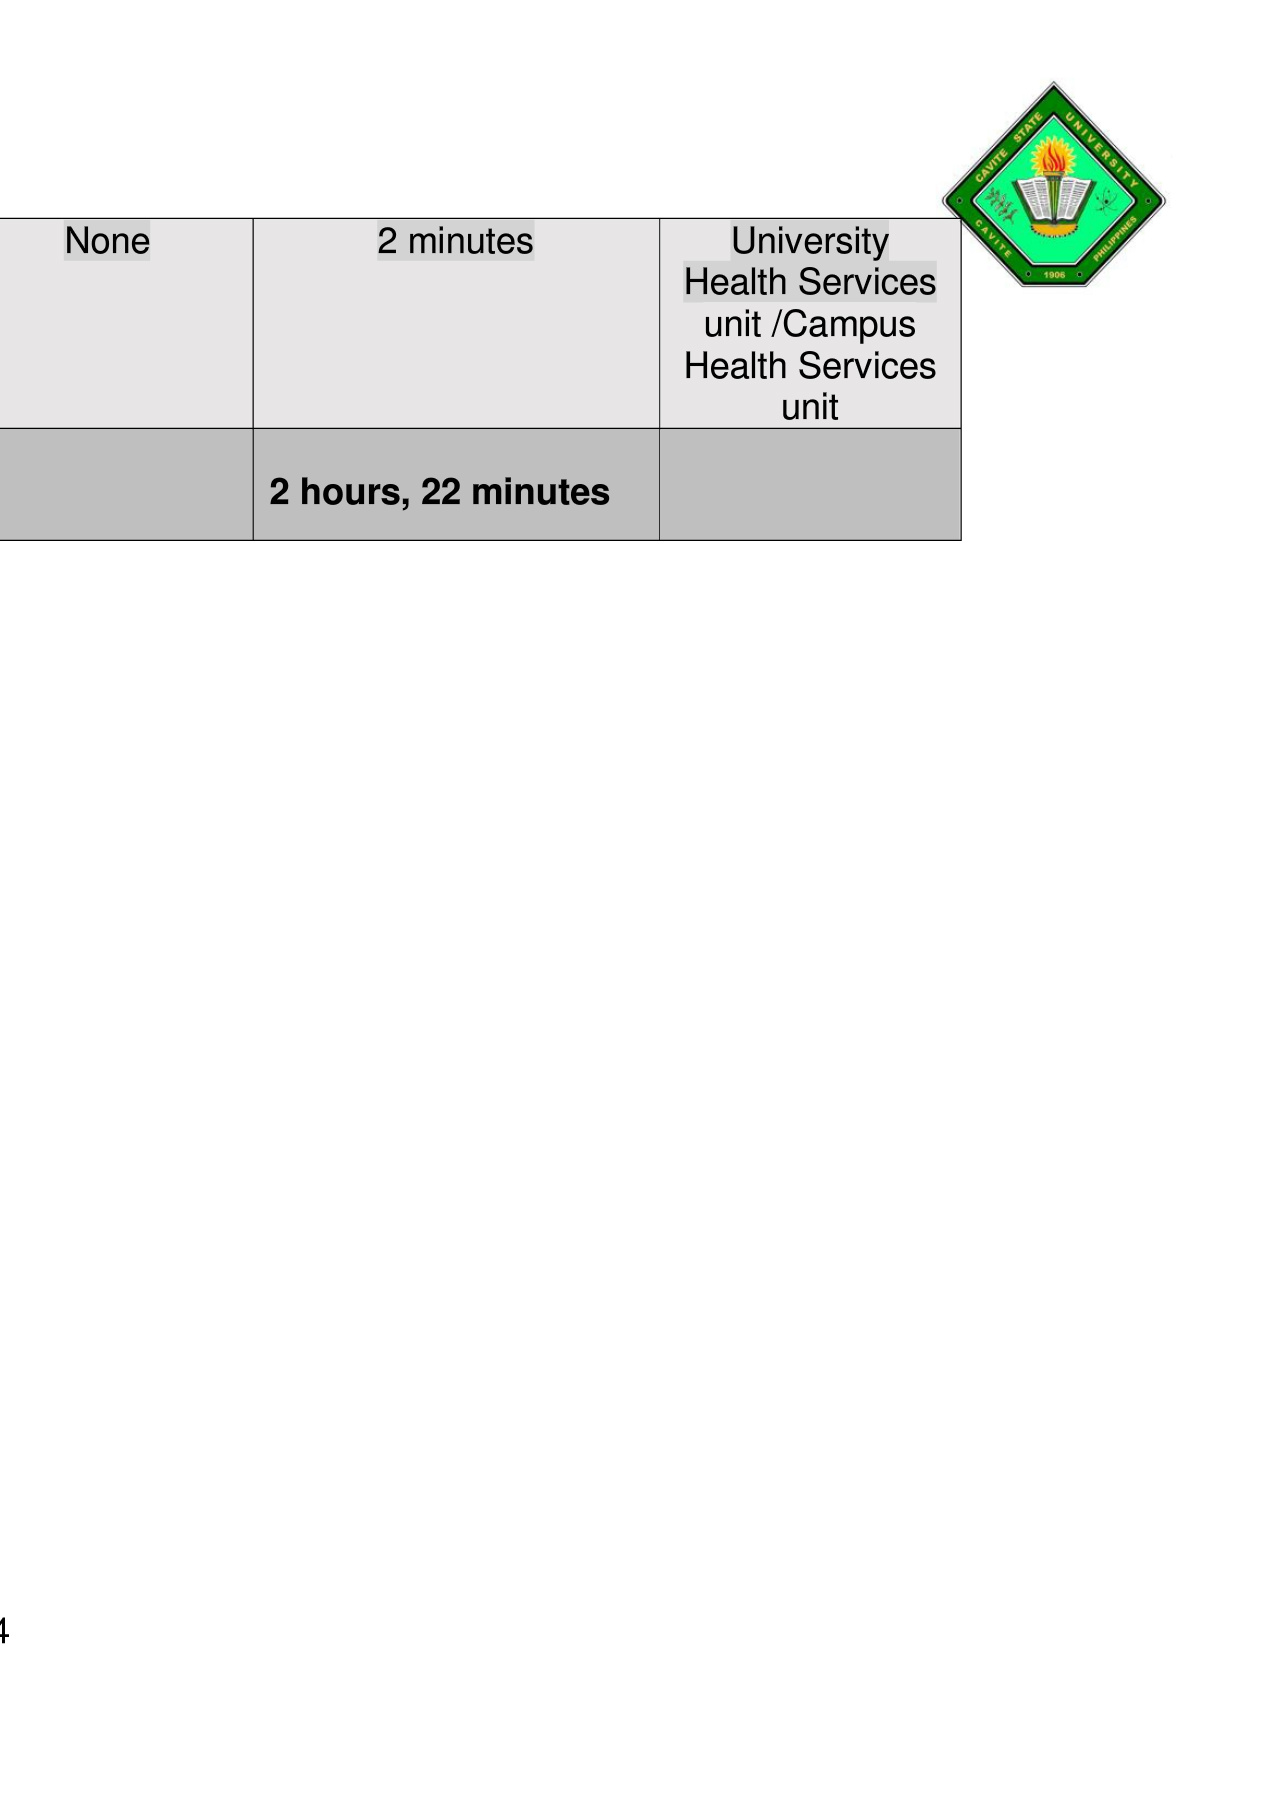 CAVITE STATE UNIVERSITY
CAVITE PHILIPPINES
1906
None
2 minutes
University
Health Services
unit /Campus
Health Services
unit
2 hours, 22 minutes
4